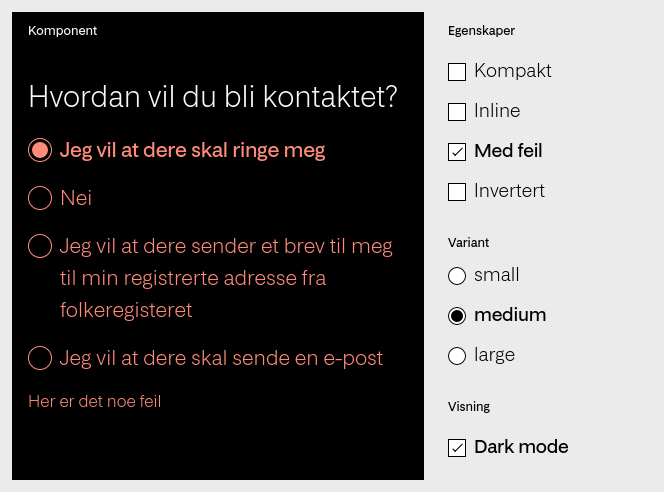 Komponent
Hvordan vil du bli kontaktet?
Jeg vil at dere skal ringe meg
Nei
Jeg vil at dere sender et brev til meg
til min registrerte adresse fra
folkeregisteret
Jeg vil at dere skal sende en e-post
Her er det noe feil
Egenskaper
Kompakt
Inline
Med feil
Invertert
Variant
small
medium
large
Visning
Dark mode